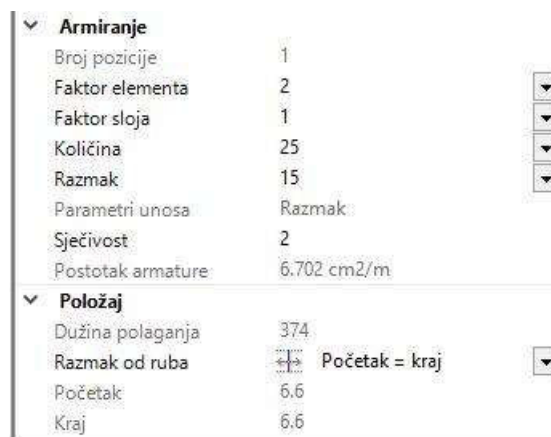 Armiranje
Broj pozicije 1
Faktor elementa 2
Faktor sloja 1
Količina 25
Razmak 15
Parametri unosa Razmak
Sječivost 2
Postotak armature 6.702 cm2/m
Položaj
Dužina polaganja 374
Razmak od ruba Početak = kraj
Početak 6.6
Kraj 6.6